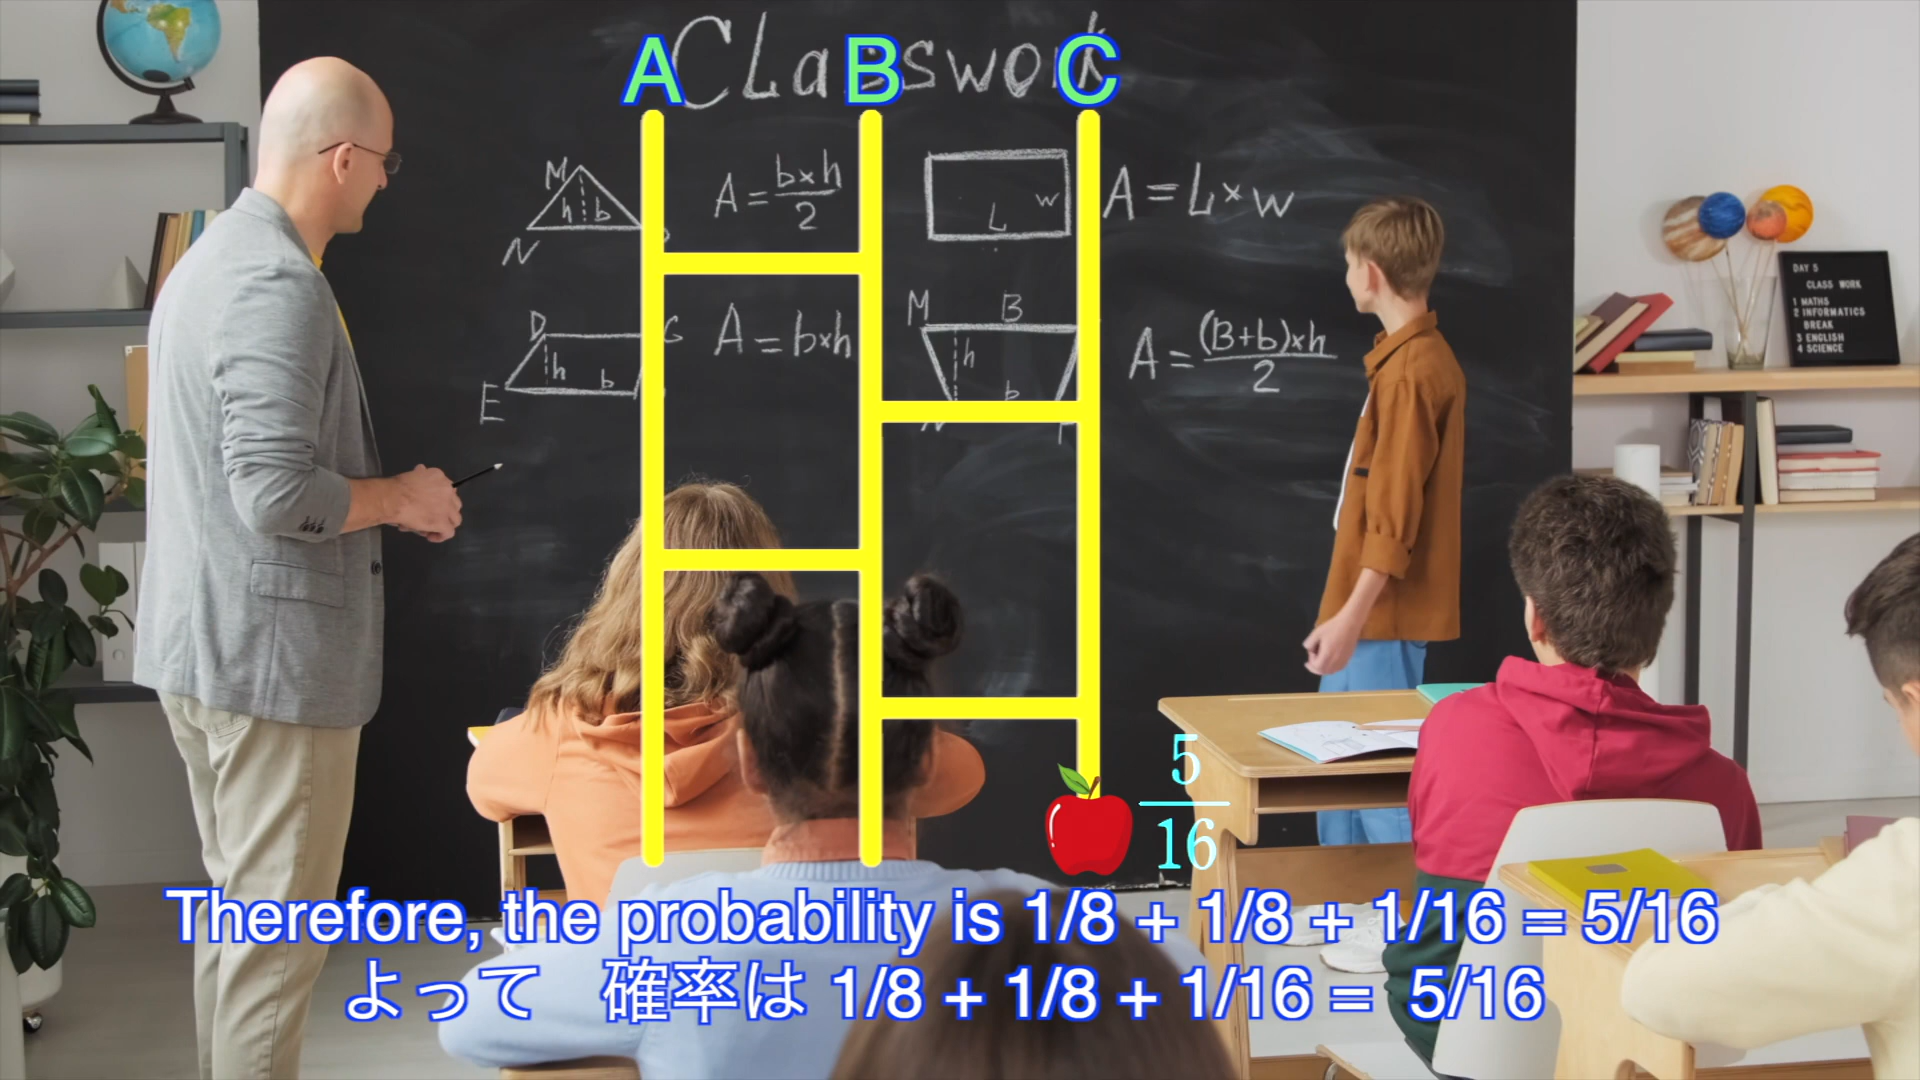 CLasswork
A B C
M
h b
N
A = b×h / 2
L w
A = L×w
D G
h b
E
A = b×h
M B
h
b
A = (B+b)×h / 2
DAY 5
CLASS WORK
1 MATHS
2 INFORMATICS
BREAK
3 ENGLISH
4 SCIENCE
5
16
Therefore, the probability is 1/8 + 1/8 + 1/16 = 5/16
よって 確率は 1/8 + 1/8 + 1/16 = 5/16